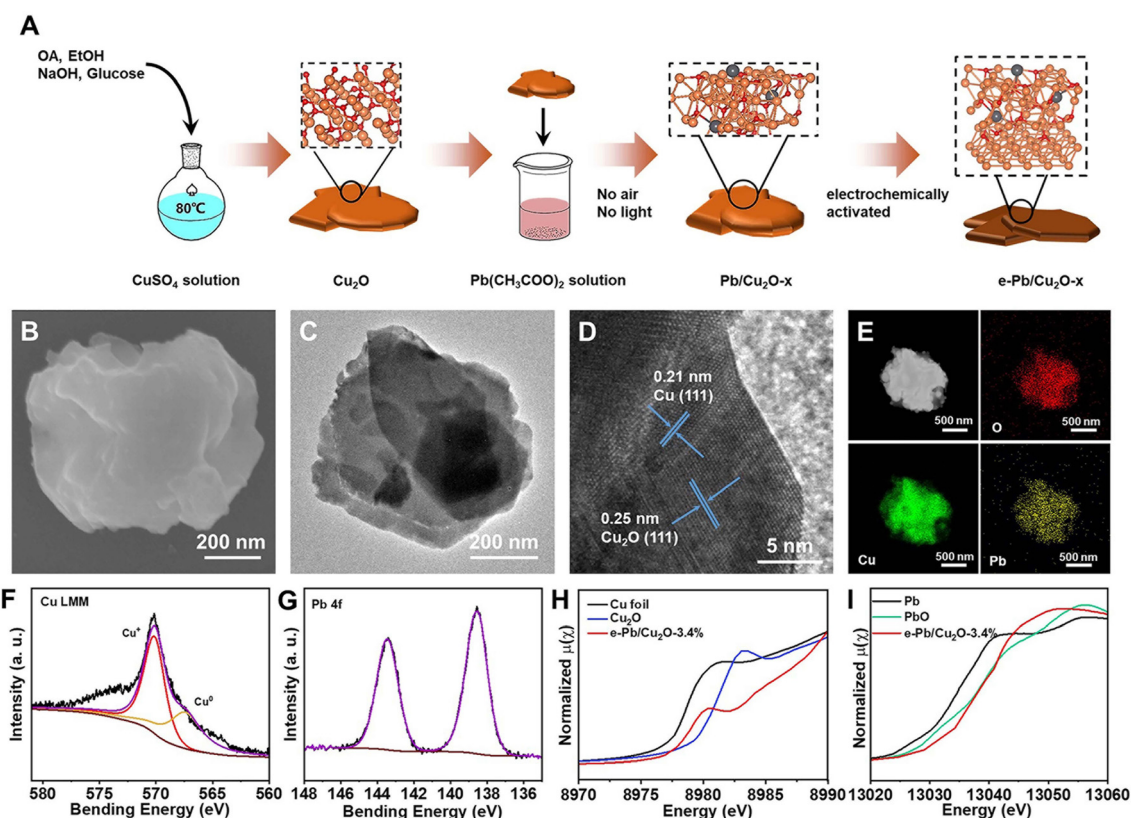 A
OA, EtOH
NaOH, Glucose
80℃
No air
No light
electrochemically
activated
CuSO₄ solution
Cu₂O
Pb(CH₃COO)₂ solution
Pb/Cu₂O-x
e-Pb/Cu₂O-x
B
200 nm
C
200 nm
D
0.21 nm
Cu (111)
0.25 nm
Cu₂O (111)
5 nm
E
500 nm
O
500 nm
Cu
500 nm
Pb
500 nm
F
Cu LMM
Cu⁺
Cu⁰
Intensity (a. u.)
580 575 570 565 560
Bending Energy (eV)
G
Pb 4f
Intensity (a. u.)
148 146 144 142 140 138 136
Bending Energy (eV)
H
Cu foil
Cu₂O
e-Pb/Cu₂O-3.4%
Normalized μ(χ)
8970 8975 8980 8985 8990
Energy (eV)
I
Pb
PbO
e-Pb/Cu₂O-3.4%
Normalized μ(χ)
13020 13030 13040 13050 13060
Energy (eV)